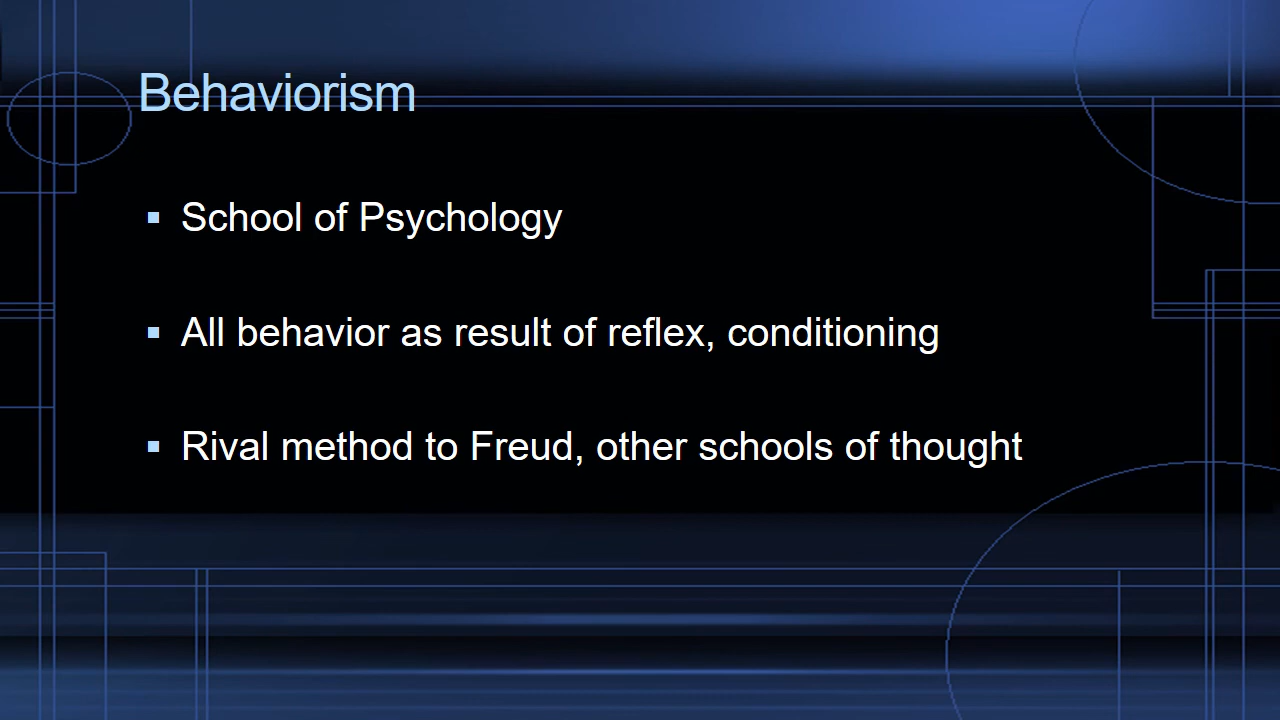 Behaviorism
School of Psychology
All behavior as result of reflex, conditioning
Rival method to Freud, other schools of thought